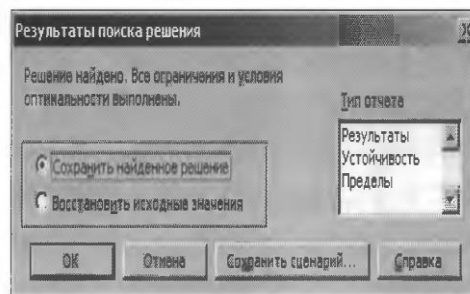 Результаты поиска решения
Решение найдено. Все ограничения и условия
оптимальности выполнены.
Тип отчета
Результаты
Устойчивость
Пределы
Сохранить найденное решение
Восстановить исходные значения
ОК
Отмена
Сохранить сценарий...
Справка